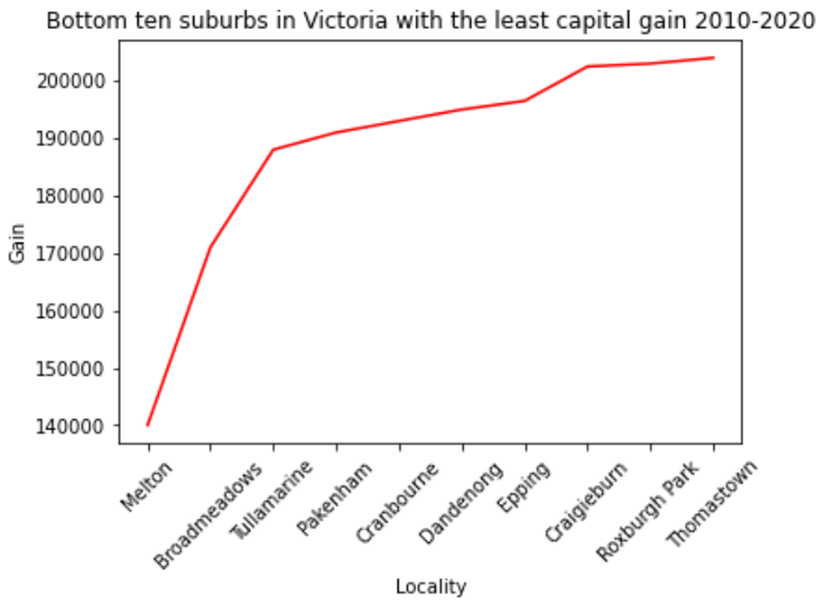 Bottom ten suburbs in Victoria with the least capital gain 2010-2020
200000
190000
180000
170000
160000
150000
140000
Gain
Melton
Broadmeadows
Tullamarine
Pakenham
Cranbourne
Dandenong
Epping
Craigieburn
Roxburgh Park
Thomastown
Locality